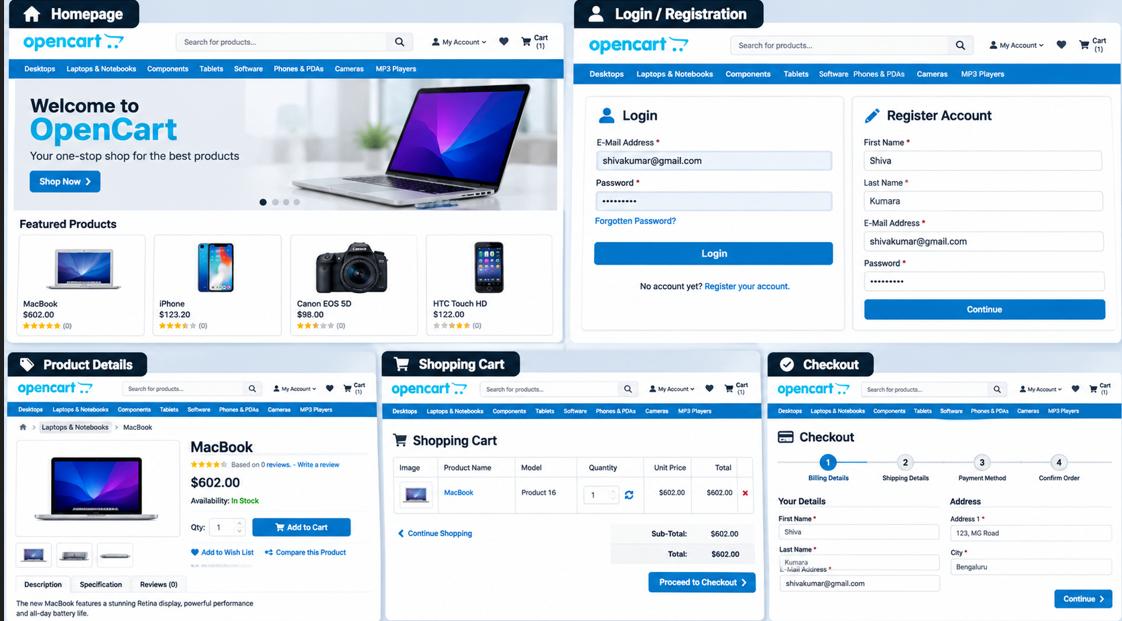 Homepage
opencart
Search for products...
My Account
Cart
(1)
Desktops Laptops & Notebooks Components Tablets Software Phones & PDAs Cameras MP3 Players
Welcome to
OpenCart
Your one-stop shop for the best products
Shop Now
Featured Products
MacBook
$602.00
(0)
iPhone
$123.20
(0)
Canon
Canon EOS 5D
$98.00
(0)
HTC Touch HD
$122.00
(0)
Login / Registration
opencart
Search for products...
My Account
Cart
(1)
Desktops Laptops & Notebooks Components Tablets Software Phones & PDAs Cameras MP3 Players
Login
E-Mail Address *
shivakumar@gmail.com
Password *
•••••••••
Forgotten Password?
Login
No account yet? Register your account.
Register Account
First Name *
Shiva
Last Name *
Kumara
E-Mail Address *
shivakumar@gmail.com
Password *
•••••••••
Continue
Product Details
opencart
Search for products...
My Account
Cart
(1)
Desktops Laptops & Notebooks Components Tablets Software Phones & PDAs Cameras MP3 Players
Laptops & Notebooks > MacBook
MacBook
Based on 0 reviews. - Write a review
$602.00
Availability: In Stock
Qty: 1 Add to Cart
Add to Wish List Compare this Product
Description Specification Reviews (0)
The new MacBook features a stunning Retina display, powerful performance
and all-day battery life.
Shopping Cart
opencart
Search for products...
My Account
Cart
(1)
Desktops Laptops & Notebooks Components Tablets Software Phones & PDAs Cameras MP3 Players
Shopping Cart
Image Product Name Model Quantity Unit Price Total
MacBook Product 16 1 $602.00 $602.00
Continue Shopping
Sub-Total: $602.00
Total: $602.00
Proceed to Checkout
Checkout
opencart
Search for products...
My Account
Cart
(1)
Desktops Laptops & Notebooks Components Tablets Software Phones & PDAs Cameras MP3 Players
Checkout
1 2 3 4
Billing Details Shipping Details Payment Method Confirm Order
Your Details
First Name *
Shiva
Last Name *
Kumara
E-Mail Address *
shivakumar@gmail.com
Address
Address 1 *
123, MG Road
City *
Bengaluru
Continue